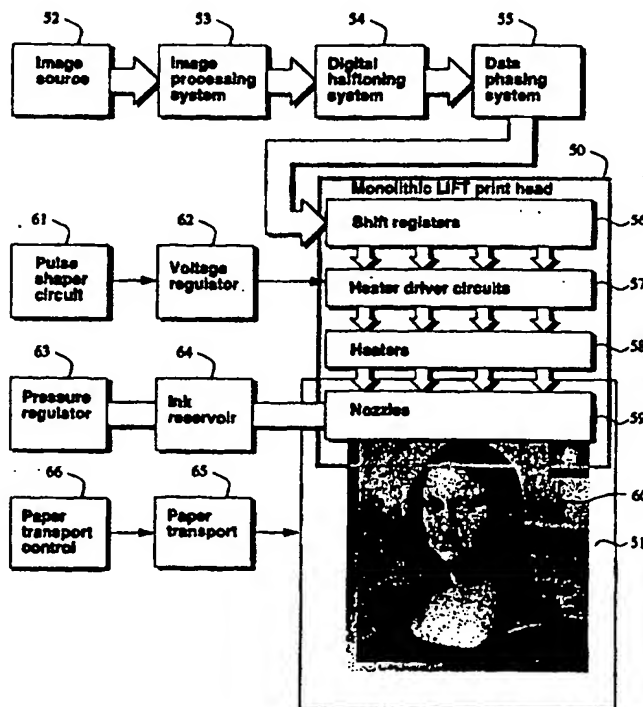 52
53
54
55
Image
source
Image
processing
system
Digital
halftoning
system
Data
phasing
system
50
Monolithic LIFT print head
Shift registers
56
61
62
Pulse
shaper
circuit
Voltage
regulator
Heater driver circuits
57
Heaters
58
63
64
Pressure
regulator
Ink
reservoir
Nozzles
59
66
65
Paper
transport
control
Paper
transport
60
51